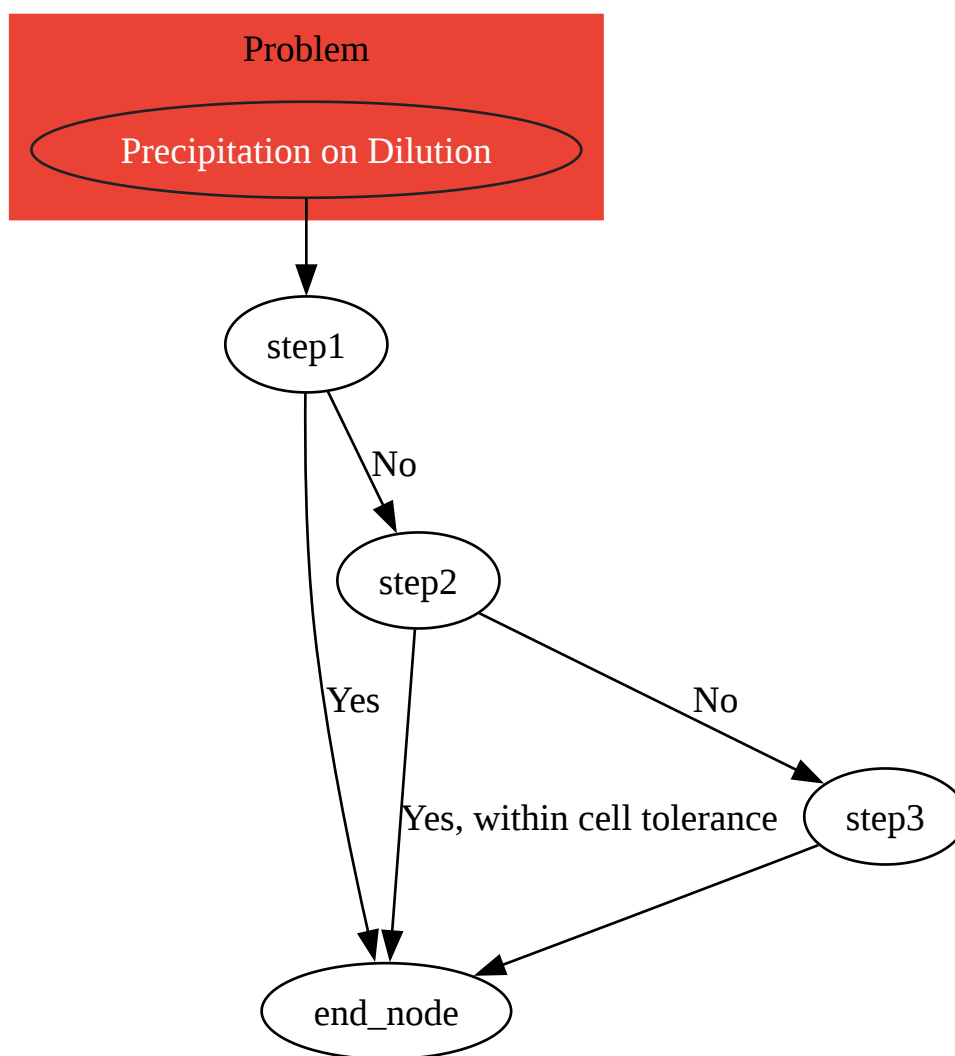 Problem
Precipitation on Dilution
step1
No
step2
Yes
No
Yes, within cell tolerance
step3
end_node